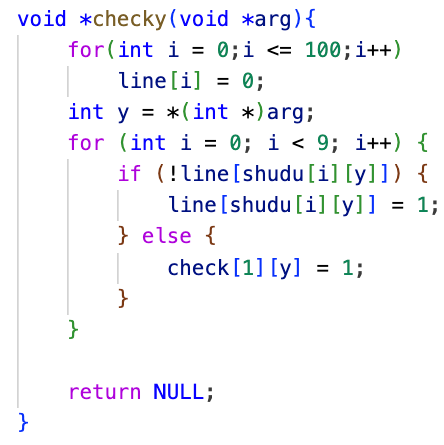 void *checky(void *arg){
    for(int i = 0;i <= 100;i++)
        line[i] = 0;
    int y = *(int *)arg;
    for (int i = 0; i < 9; i++) {
        if (!line[shudu[i][y]]) {
            line[shudu[i][y]] = 1;
        } else {
            check[1][y] = 1;
        }
    }

    return NULL;
}